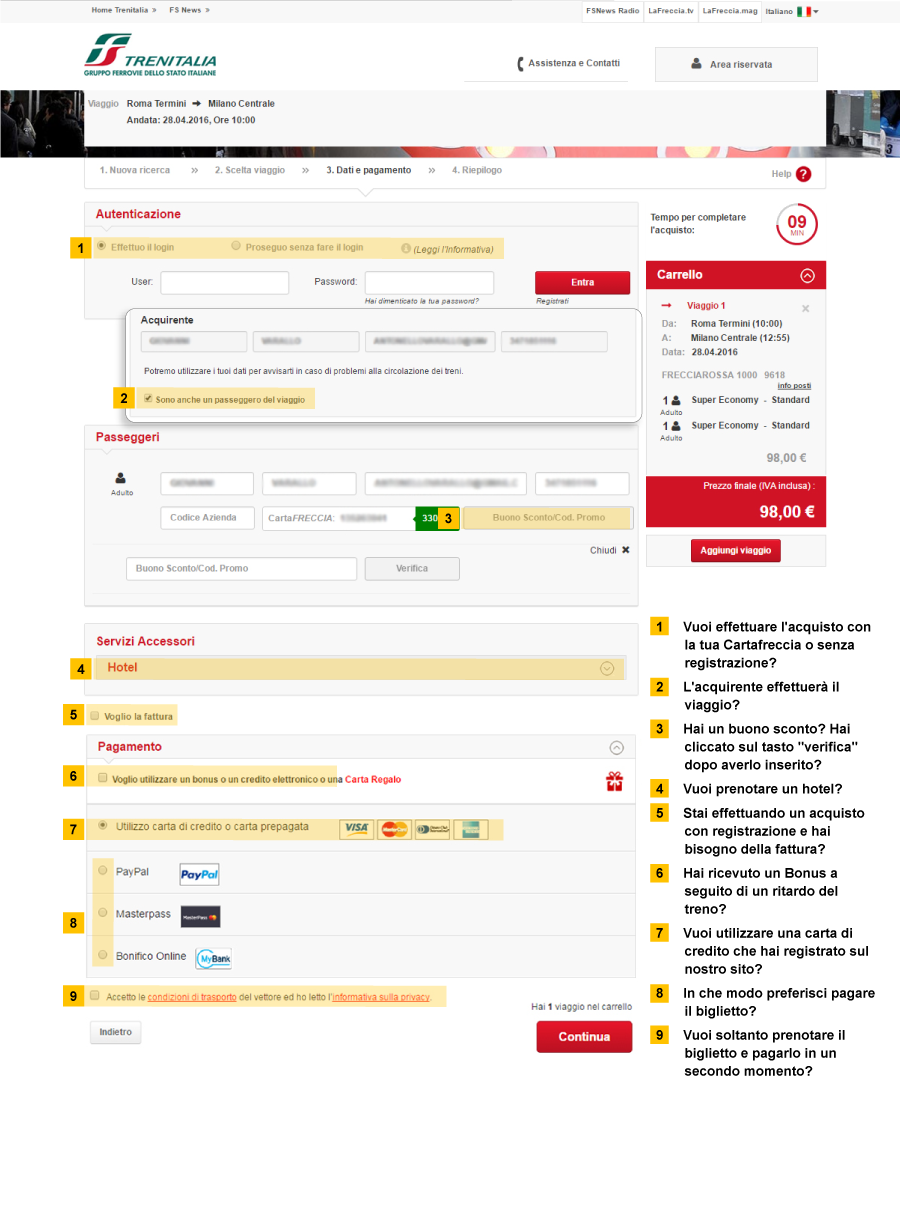 Home Trenitalia » FS News »
FSNews Radio LaFreccia.tv LaFreccia.mag Italiano
TRENITALIA
GRUPPO FERROVIE DELLO STATO ITALIANE
Assistenza e Contatti
Area riservata
Viaggio Roma Termini → Milano Centrale
Andata: 28.04.2016, Ore 10:00
3
1. Nuova ricerca » 2. Scelta viaggio » 3. Dati e pagamento » 4. Riepilogo
Help ?
Autenticazione
1 Effettuo il login Proseguo senza fare il login (Leggi l'Informativa)
User: Password: Entra
Hai dimenticato la tua password? Registrati
Acquirente
Potremo utilizzare i tuoi dati per avvisarti in caso di problemi alla circolazione dei treni.
2 Sono anche un passeggero del viaggio
Passeggeri
Adulto
Codice Azienda CartaFRECCIA: 330 3 Buono Sconto/Cod. Promo
Chiudi ✖
Buono Sconto/Cod. Promo Verifica
Servizi Accessori
4 Hotel
5 Voglio la fattura
Pagamento
6 Voglio utilizzare un bonus o un credito elettronico o una Carta Regalo
7 Utilizzo carta di credito o carta prepagata VISA MasterCard
PayPal PayPal
8 Masterpass MasterPass
Bonifico Online MyBank
9 Accetto le condizioni di trasporto del vettore ed ho letto l'informativa sulla privacy.
Hai 1 viaggio nel carrello
Indietro
Continua
Tempo per completare
l'acquisto:
09
MIN
Carrello
→ Viaggio 1 ×
Da: Roma Termini (10:00)
A: Milano Centrale (12:55)
Data: 28.04.2016
FRECCIAROSSA 1000 9618
info posti
1 Super Economy - Standard
Adulto
1 Super Economy - Standard
Adulto
98,00 €
Prezzo finale (IVA inclusa) :
98,00 €
Aggiungi viaggio
1 Vuoi effettuare l'acquisto con
la tua Cartafreccia o senza
registrazione?
2 L'acquirente effettuerà il
viaggio?
3 Hai un buono sconto? Hai
cliccato sul tasto "verifica"
dopo averlo inserito?
4 Vuoi prenotare un hotel?
5 Stai effettuando un acquisto
con registrazione e hai
bisogno della fattura?
6 Hai ricevuto un Bonus a
seguito di un ritardo del
treno?
7 Vuoi utilizzare una carta di
credito che hai registrato sul
nostro sito?
8 In che modo preferisci pagare
il biglietto?
9 Vuoi soltanto prenotare il
biglietto e pagarlo in un
secondo momento?